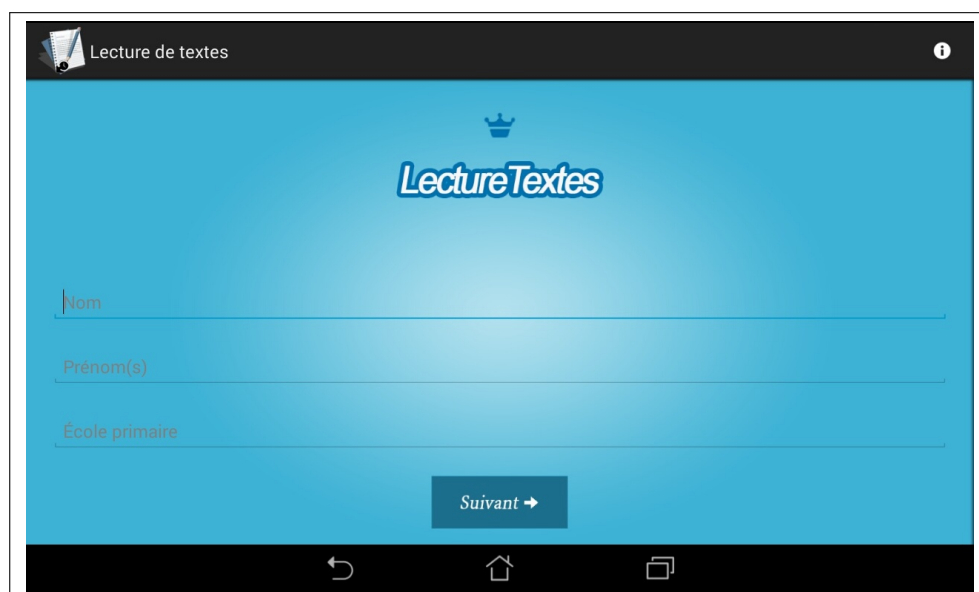 Lecture de textes
LectureTextes
Nom
Prénom(s)
École primaire
Suivant